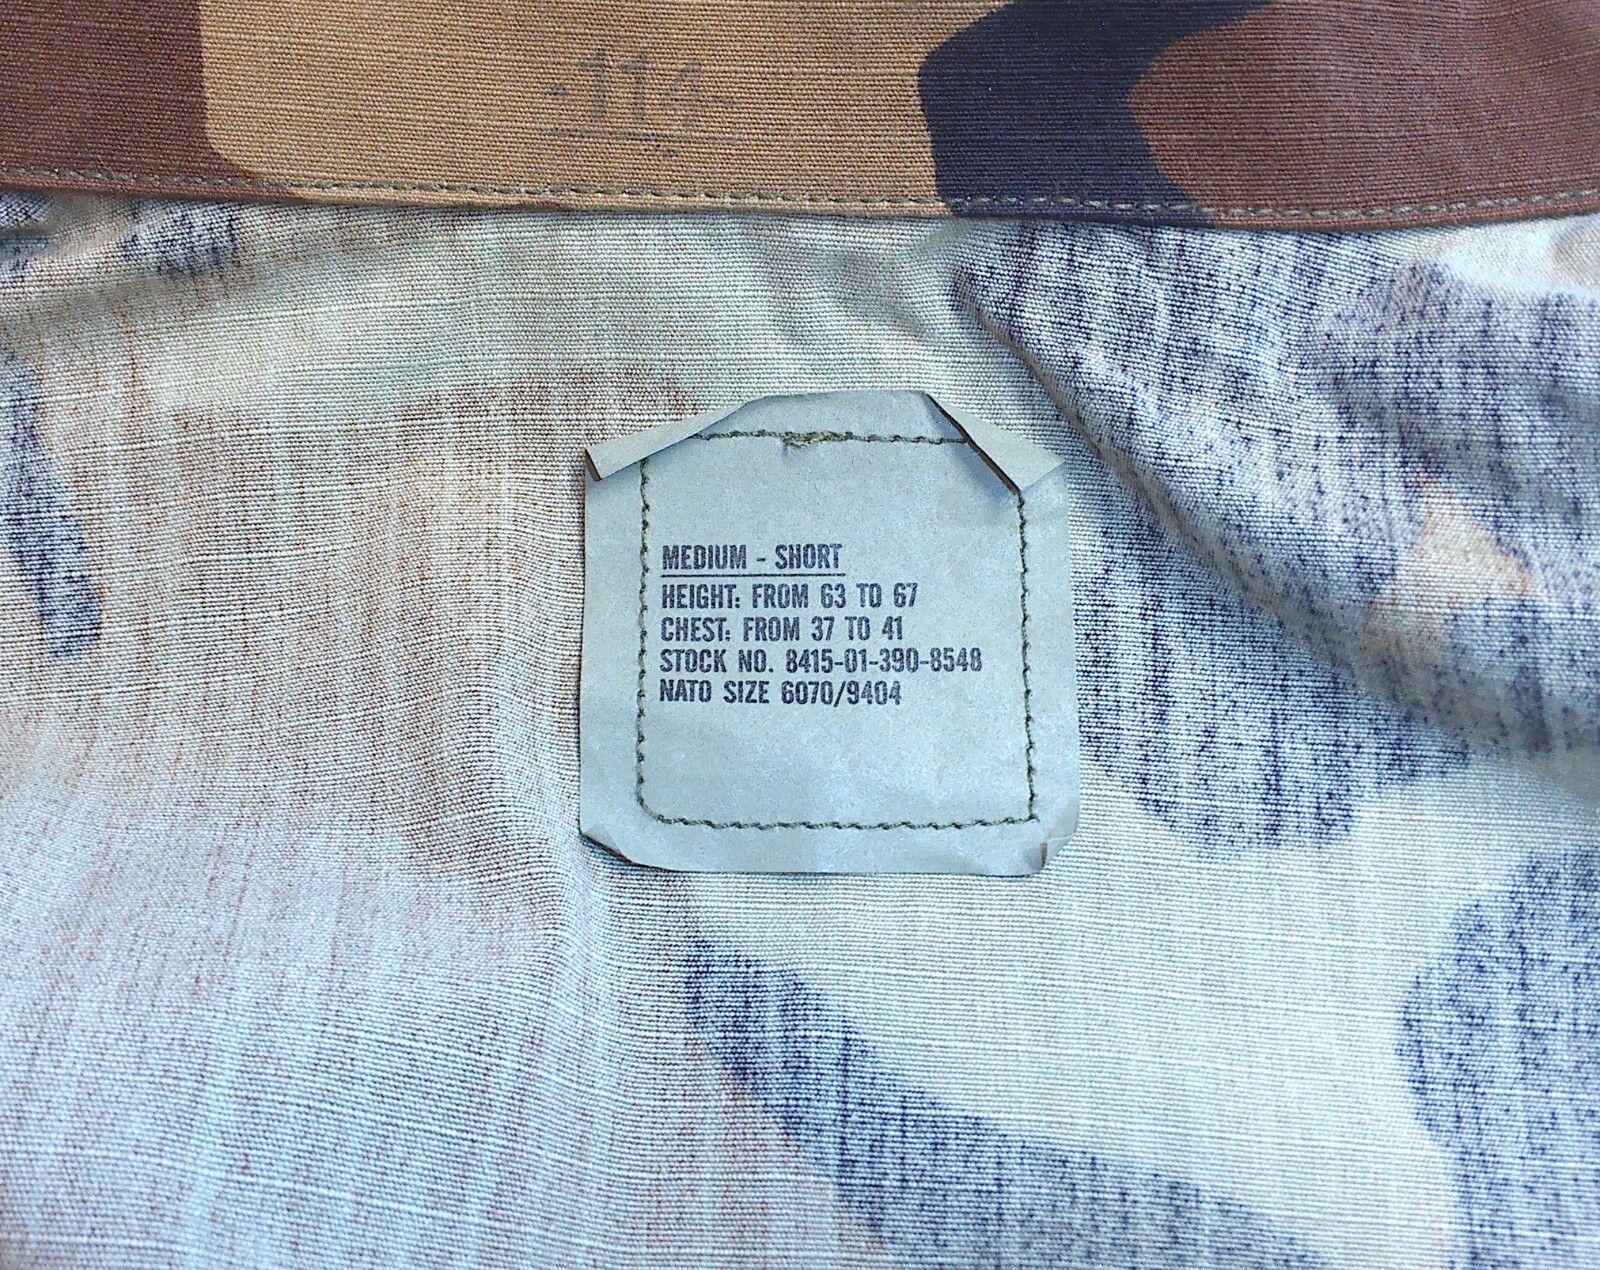 -114-
MEDIUM - SHORT
HEIGHT: FROM 63 TO 67
CHEST: FROM 37 TO 41
STOCK NO. 8415-01-390-8548
NATO SIZE 6070/9404